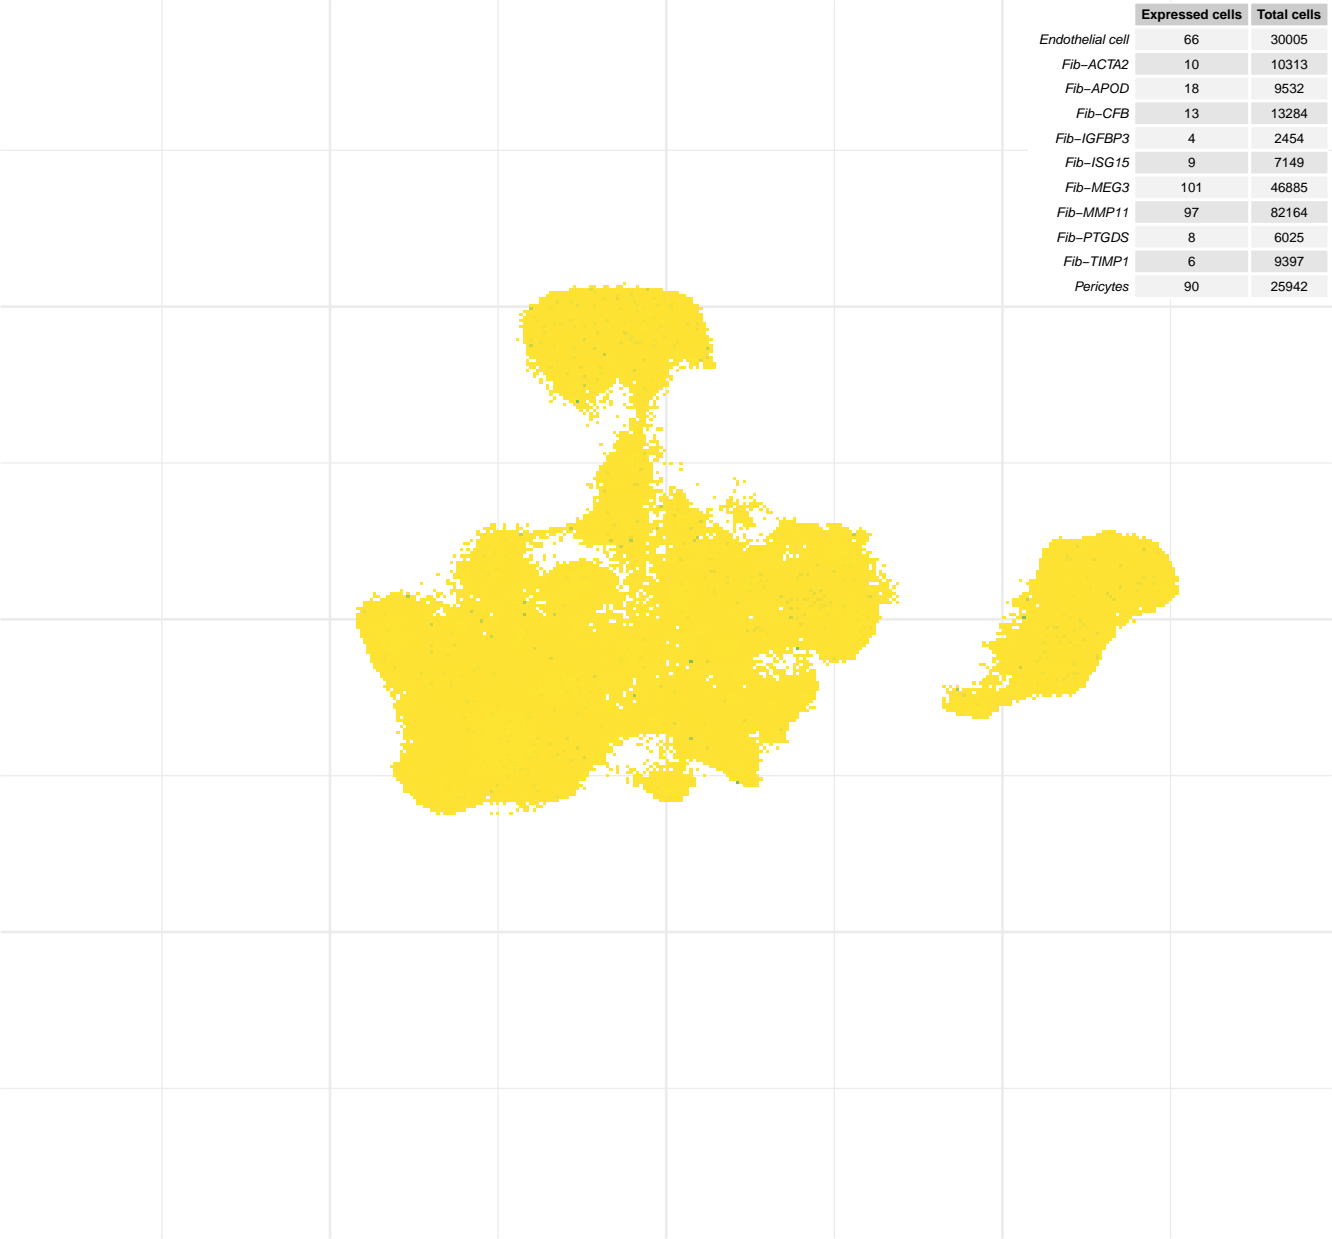 Expressed cells Total cells
Endothelial cell 66 30005
Fib−ACTA2 10 10313
Fib−APOD 18 9532
Fib−CFB 13 13284
Fib−IGFBP3 4 2454
Fib−ISG15 9 7149
Fib−MEG3 101 46885
Fib−MMP11 97 82164
Fib−PTGDS 8 6025
Fib−TIMP1 6 9397
Pericytes 90 25942